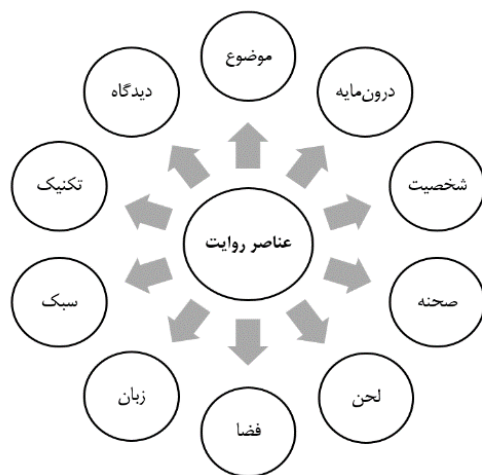 موضوع
درون‌مایه
شخصیت
صحنه
لحن
فضا
زبان
سبک
تکنیک
دیدگاه
عناصر روایت